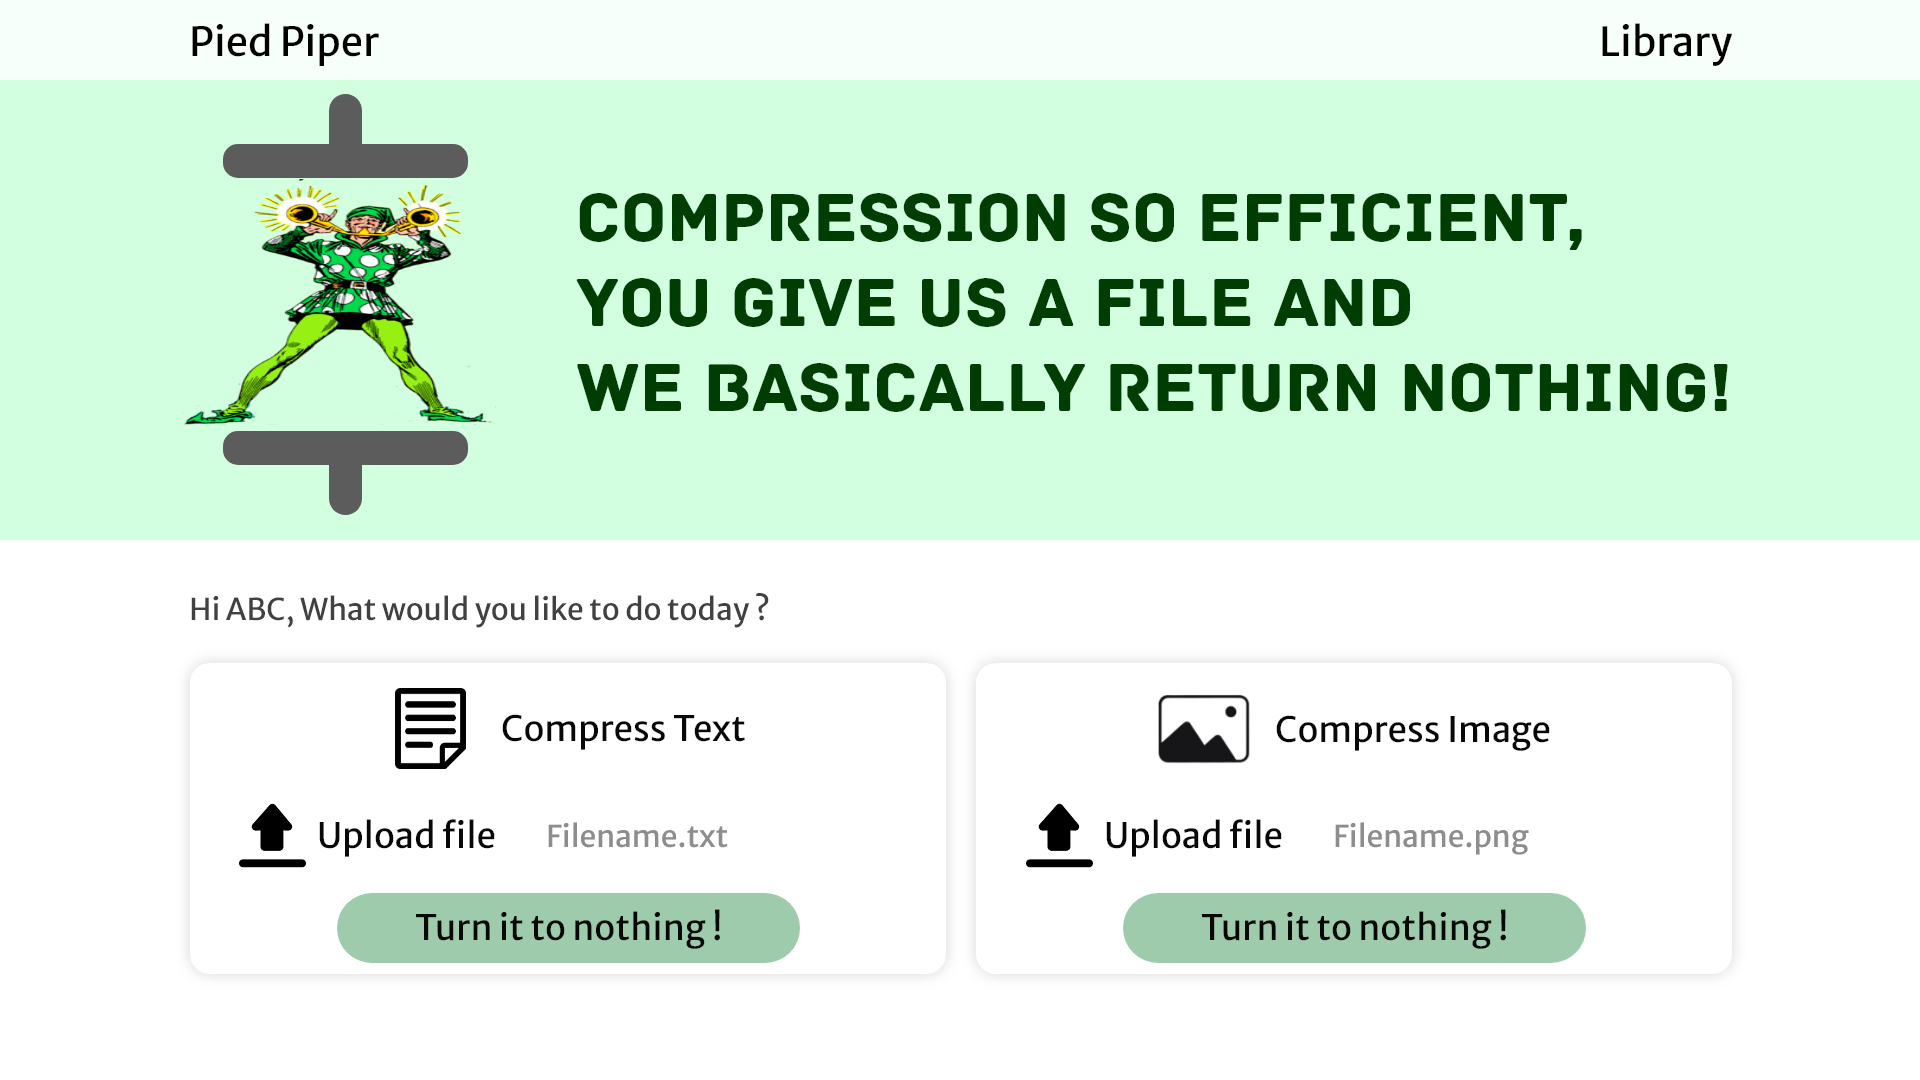 Pied Piper
Library
COMPRESSION SO EFFICIENT,
YOU GIVE US A FILE AND
WE BASICALLY RETURN NOTHING!
Hi ABC, What would you like to do today ?
Compress Text
Upload file
Filename.txt
Turn it to nothing !
Compress Image
Upload file
Filename.png
Turn it to nothing !